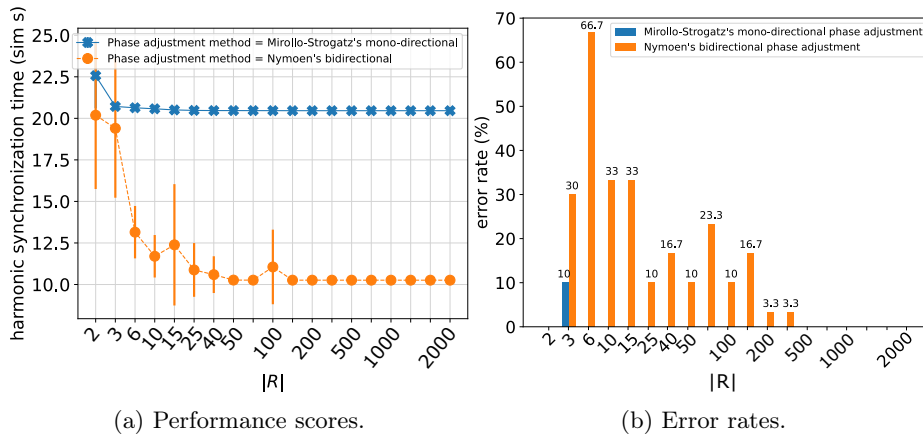 harmonic synchronization time (sim s)
25.0
22.5
20.0
17.5
15.0
12.5
10.0
Phase adjustment method = Mirollo-Strogatz's mono-directional
Phase adjustment method = Nymoen's bidirectional
2 3 6 10 15 25 40 50 100 200 500 1000 2000
|R|
(a) Performance scores.
error rate (%)
70
60
50
40
30
20
10
0
Mirollo-Strogatz's mono-directional phase adjustment
Nymoen's bidirectional phase adjustment
10 30 66.7 33 33 10 16.7 10 23.3 10 16.7 3.3 3.3
2 3 6 10 15 25 40 50 100 200 500 1000 2000
|R|
(b) Error rates.